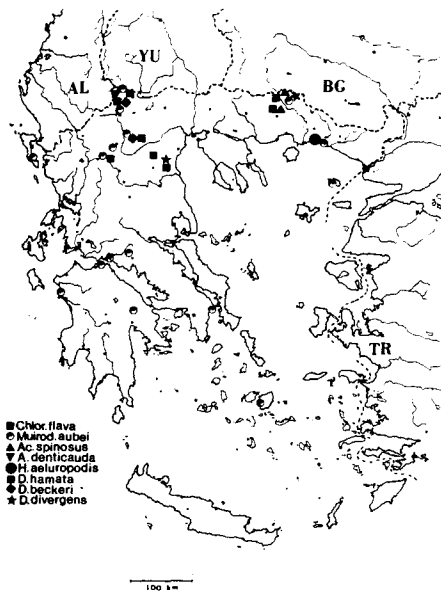 YU
AL
BG
TR
Chlor. flava
Muirod. aubei
Ac. spinosus
A. denticauda
H. aeluropodis
D. hamata
D. beckeri
D. divergens
100 km